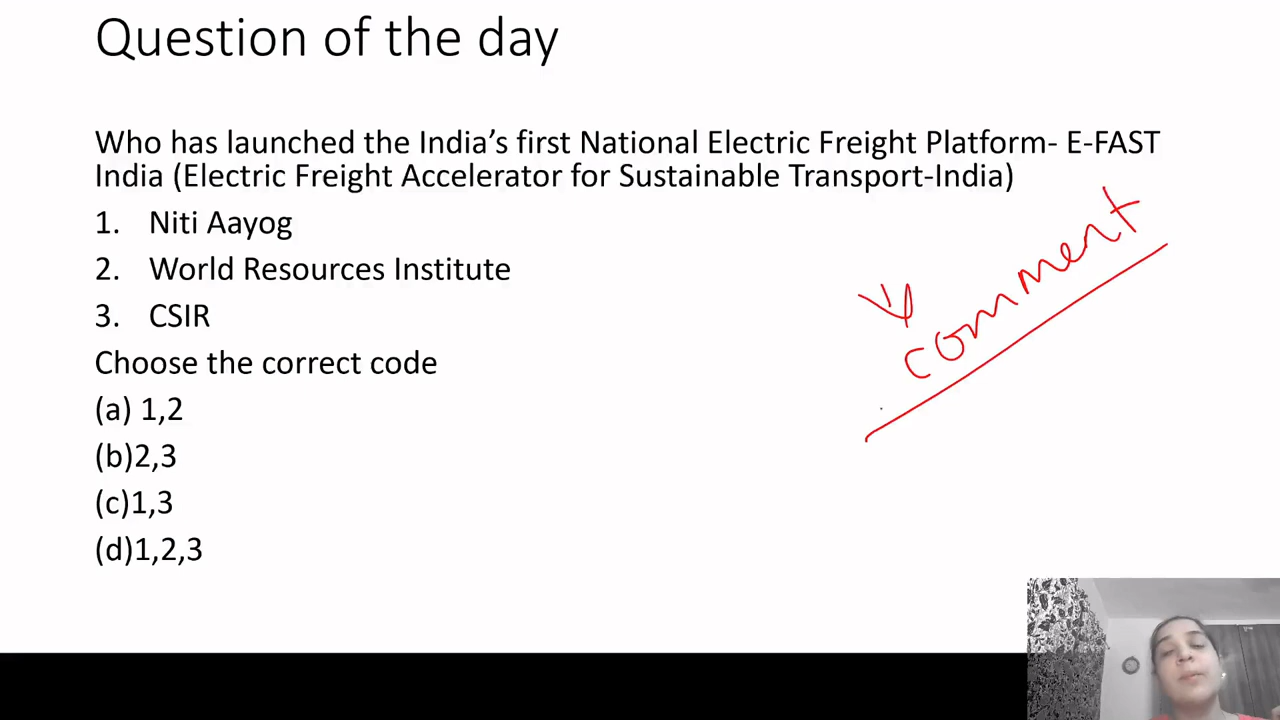 Question of the day
Who has launched the India's first National Electric Freight Platform- E-FAST
India (Electric Freight Accelerator for Sustainable Transport-India)
1. Niti Aayog
2. World Resources Institute
3. CSIR
Choose the correct code
(a) 1,2
(b)2,3
(c)1,3
(d)1,2,3
comment